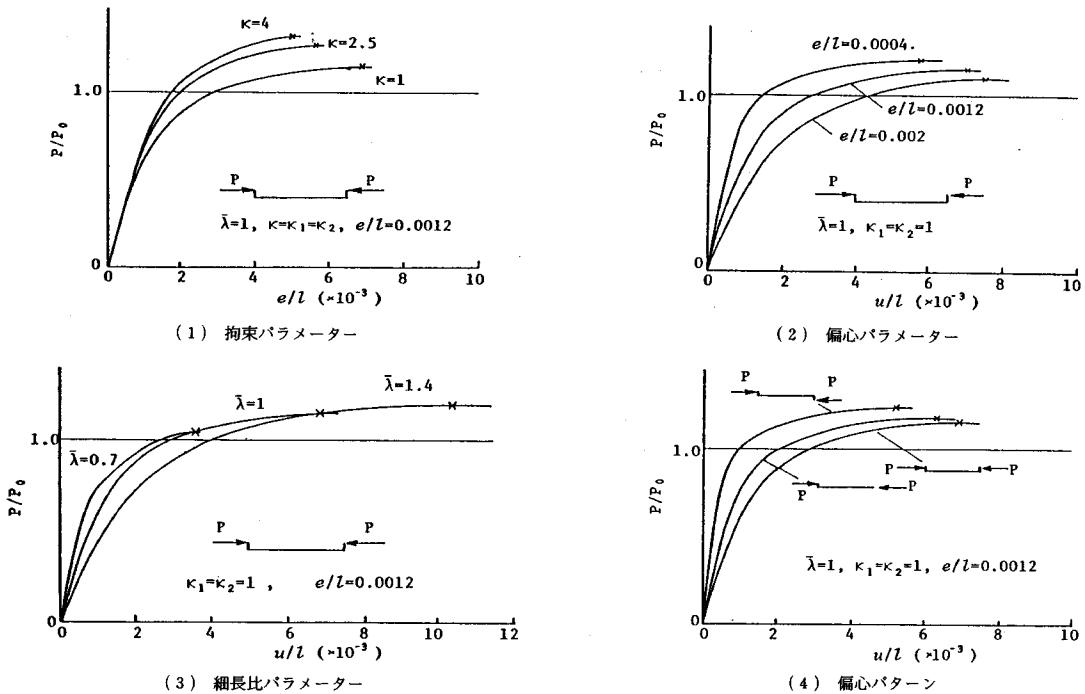 κ=4
κ=2.5
κ=1
1.0
P/P₀
P P
λ̄=1, κ=κ₁=κ₂, e/l=0.0012
0
0 2 4 6 8 10
e/l (×10⁻³)
(1) 拘束パラメーター
e/l=0.0004.
1.0
e/l=0.0012
e/l=0.002
P/P₀
P P
λ̄=1, κ₁=κ₂=1
0
0 2 4 6 8 10
u/l (×10⁻³)
(2) 偏心パラメーター
λ̄=1.4
λ̄=1
1.0
λ̄=0.7
P/P₀
P P
κ₁=κ₂=1 , e/l=0.0012
0
0 2 4 6 8 10 12
u/l (×10⁻³)
(3) 細長比パラメーター
P P
1.0
P P
P P
P/P₀
λ̄=1, κ₁=κ₂=1, e/l=0.0012
0
0 2 4 6 8 10
u/l (×10⁻³)
(4) 偏心パターン